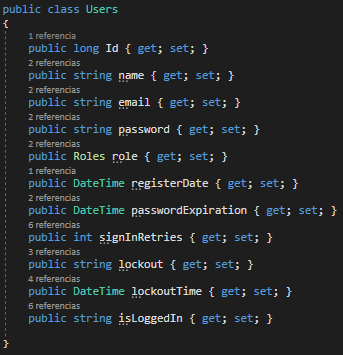 public class Users
{
1 referencia
public long Id { get; set; }
2 referencias
public string name { get; set; }
2 referencias
public string email { get; set; }
2 referencias
public string password { get; set; }
2 referencias
public Roles role { get; set; }
1 referencia
public DateTime registerDate { get; set; }
2 referencias
public DateTime passwordExpiration { get; set; }
6 referencias
public int signInRetries { get; set; }
3 referencias
public string lockout { get; set; }
4 referencias
public DateTime lockoutTime { get; set; }
6 referencias
public string isLoggedIn { get; set; }
}